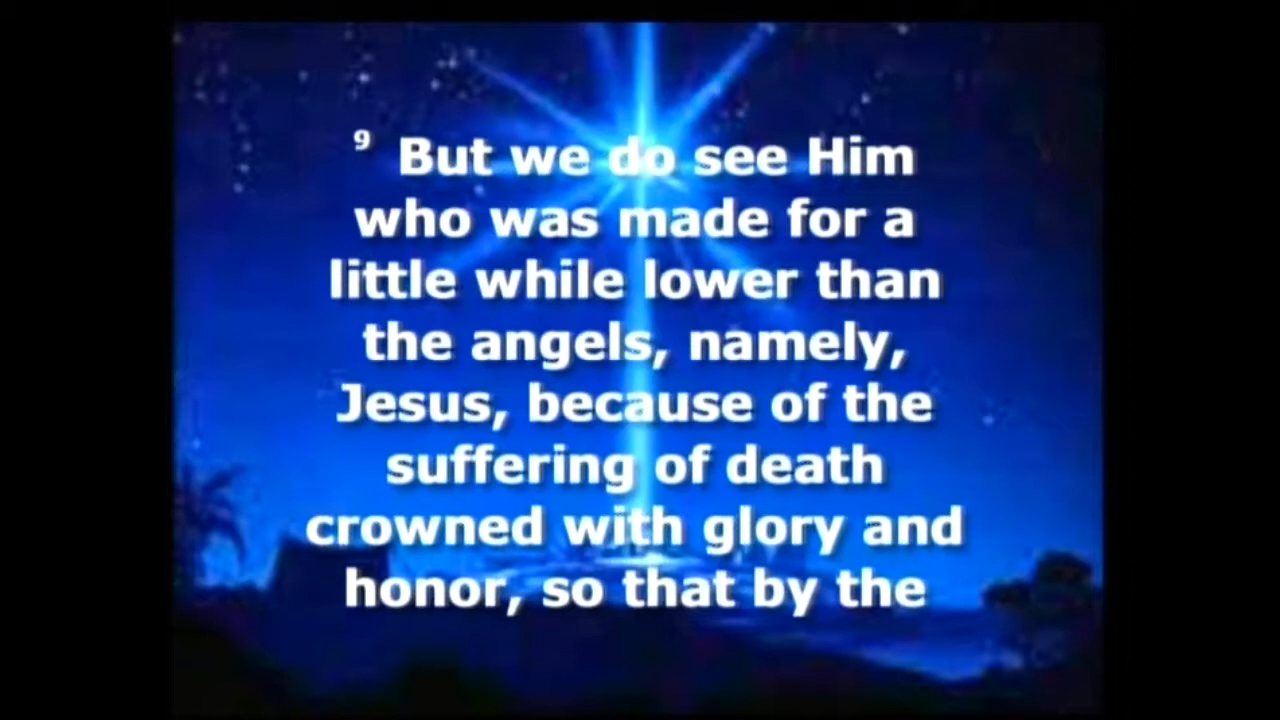 9 But we do see Him
who was made for a
little while lower than
the angels, namely,
Jesus, because of the
suffering of death
crowned with glory and
honor, so that by the